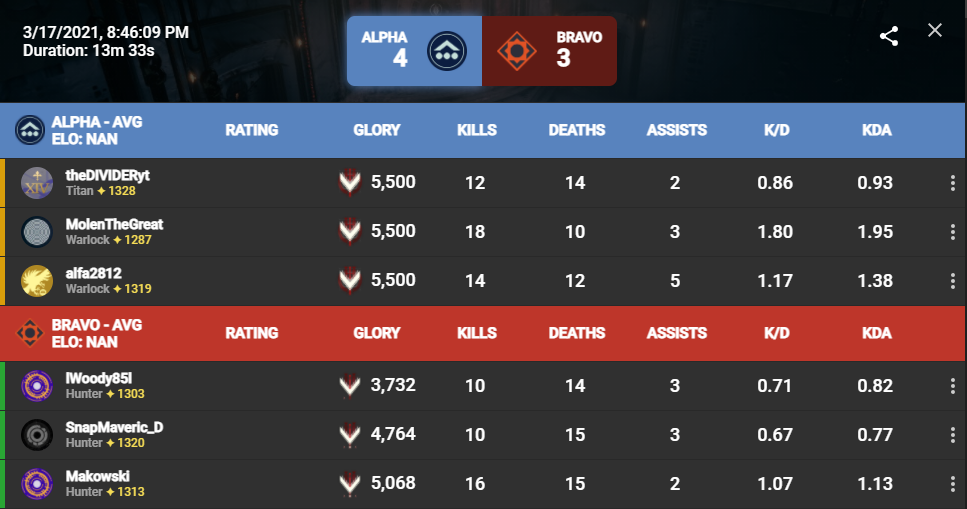 3/17/2021, 8:46:09 PM
Duration: 13m 33s
ALPHA
4
BRAVO
3
ALPHA - AVG ELO: NAN RATING GLORY KILLS DEATHS ASSISTS K/D KDA
theDIVIDERyt
Titan ✦ 1328
5,500 12 14 2 0.86 0.93
MolenTheGreat
Warlock ✦ 1287
5,500 18 10 3 1.80 1.95
alfa2812
Warlock ✦ 1319
5,500 14 12 5 1.17 1.38
BRAVO - AVG ELO: NAN RATING GLORY KILLS DEATHS ASSISTS K/D KDA
lWoody85l
Hunter ✦ 1303
3,732 10 14 3 0.71 0.82
SnapMaveric_D
Hunter ✦ 1320
4,764 10 15 3 0.67 0.77
Makowski
Hunter ✦ 1313
5,068 16 15 2 1.07 1.13